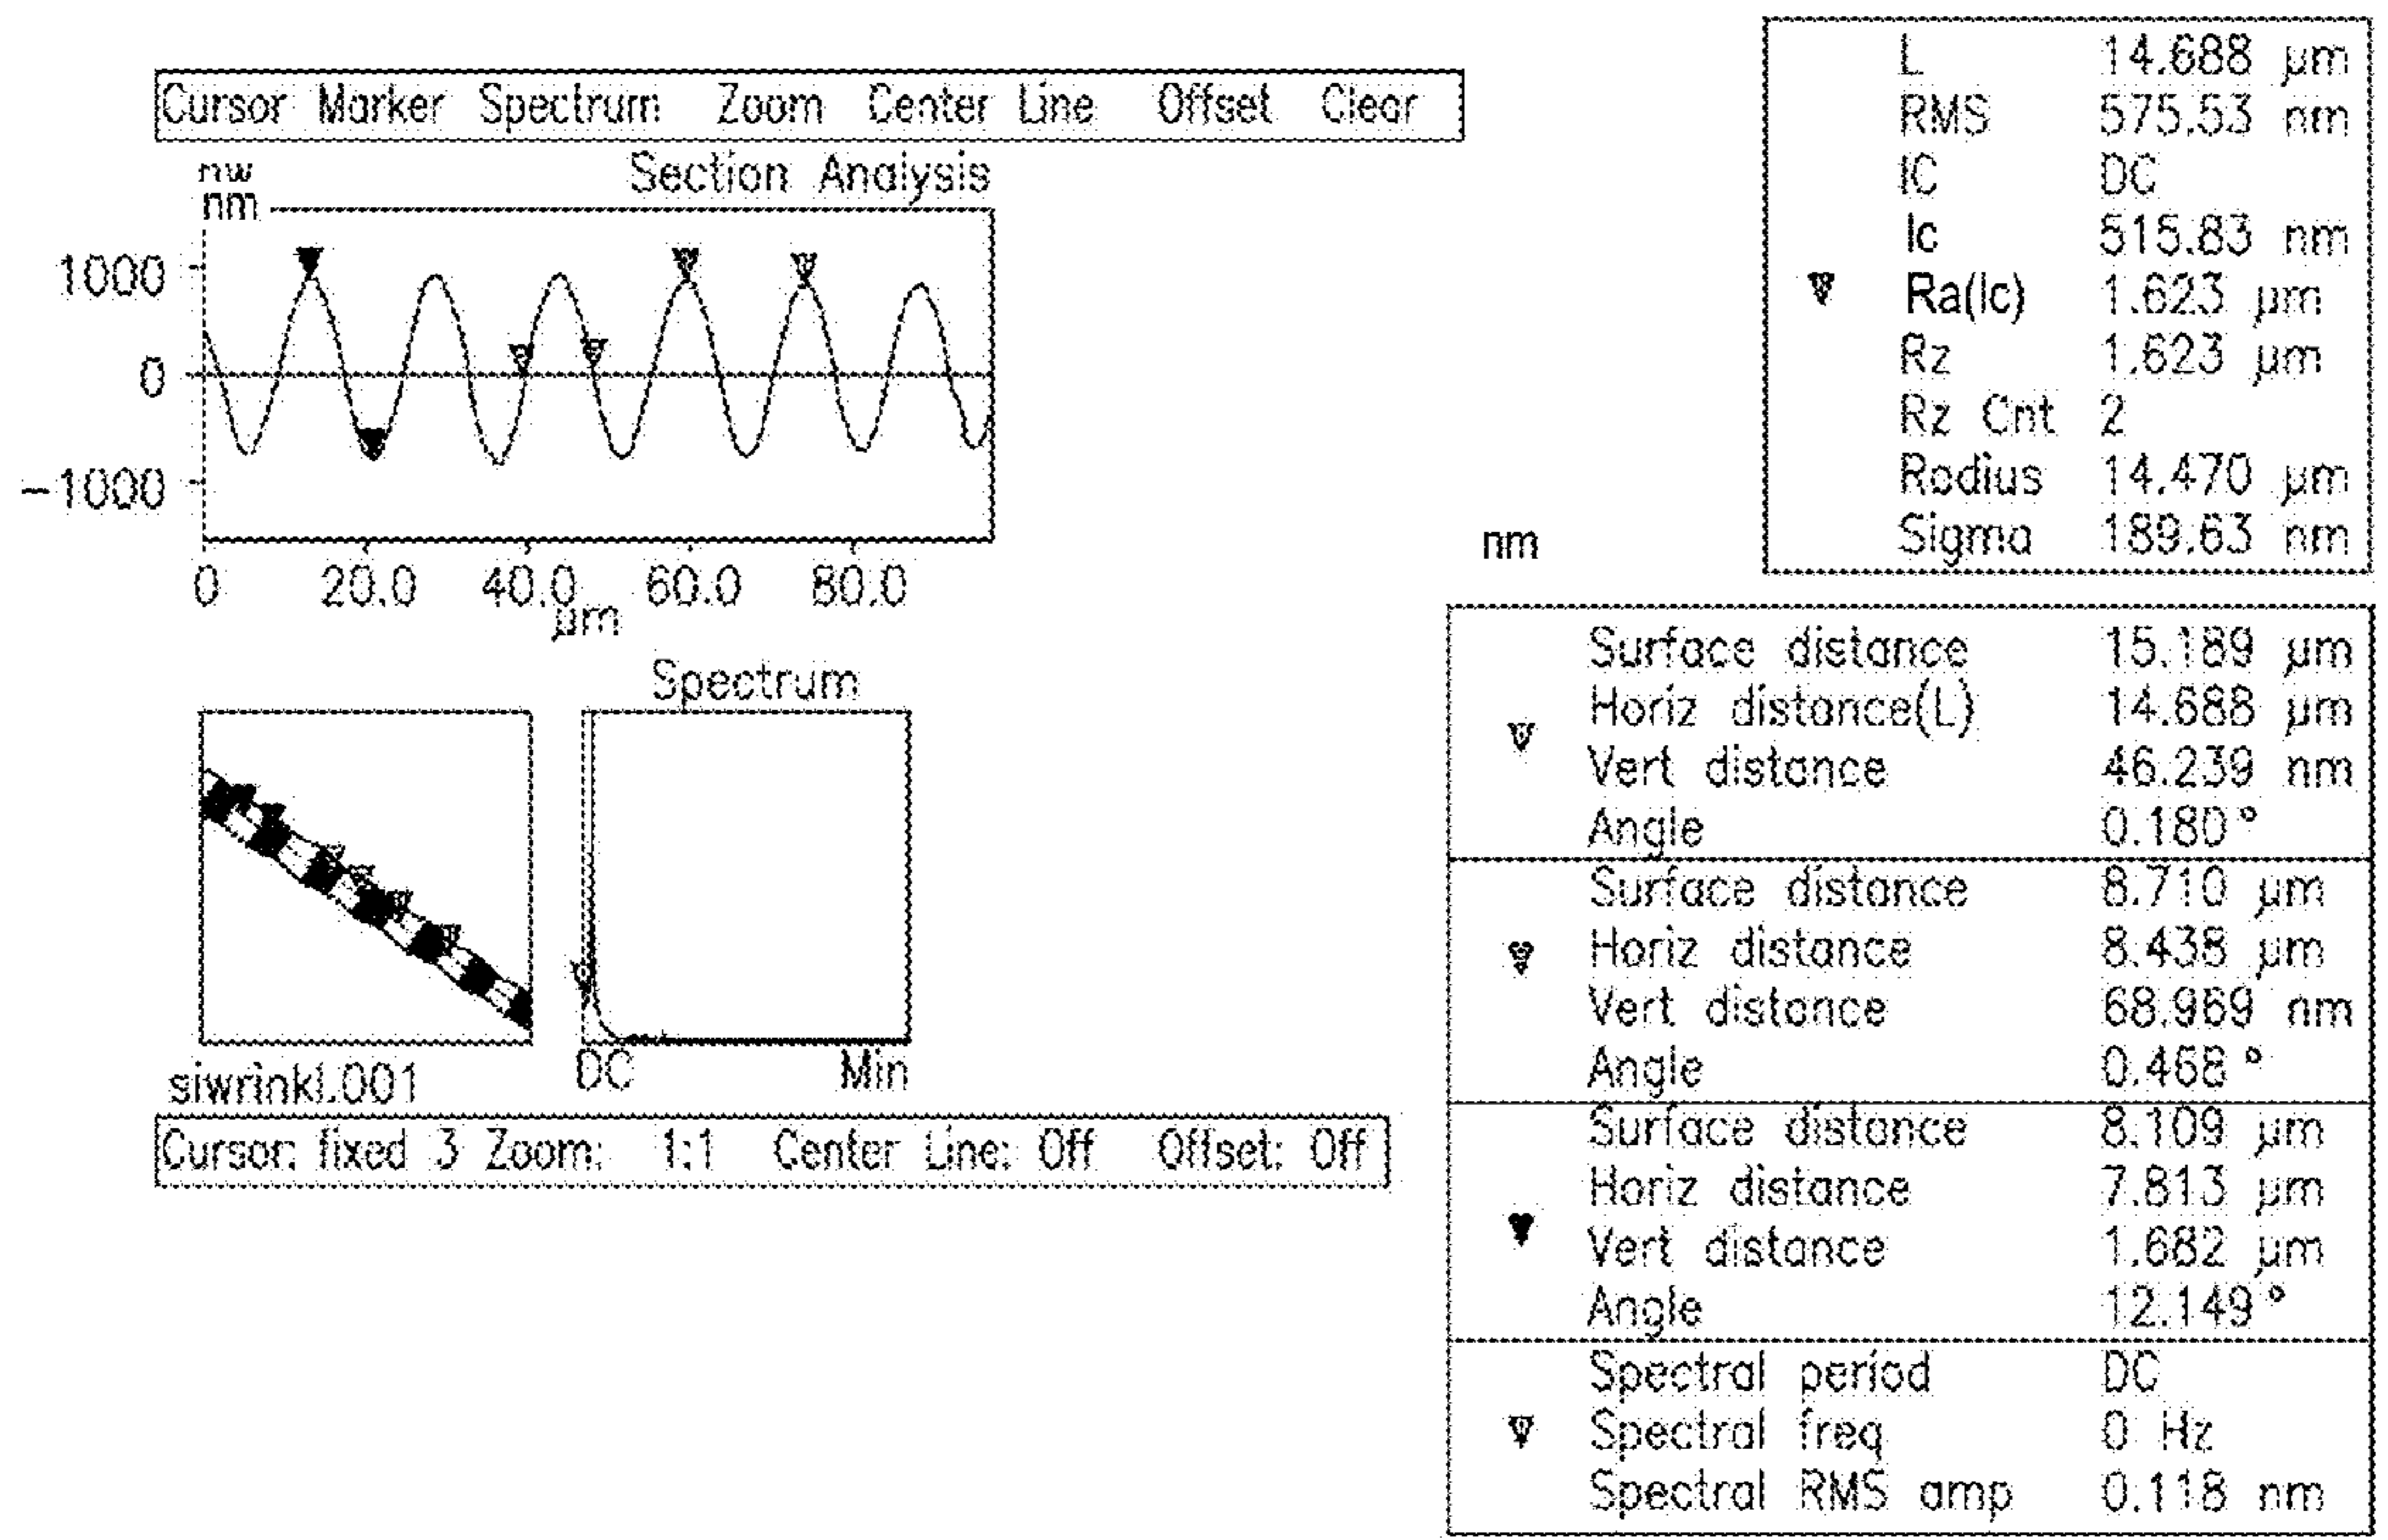 Cursor Marker Spectrum Zoom Center Line Offset Clear
nw
nm
Section Analysis
1000
0
-1000
0 20.0 40.0 60.0 80.0
µm
Spectrum
DC Min
siwrinkl.001
Cursor: fixed 3 Zoom: 1:1 Center Line: Off Offset: Off
L 14.688 µm
RMS 575.53 nm
IC DC
Ic 515.83 nm
Ra(Ic) 1.623 µm
Rz 1.623 µm
Rz Cnt 2
Rodius 14.470 µm
Sigma 189.63 nm
nm
Surface distance 15.189 µm
Horiz distance(L) 14.688 µm
Vert distance 46.239 nm
Angle 0.180°
Surface distance 8.710 µm
Horiz distance 8.438 µm
Vert distance 68.969 nm
Angle 0.468°
Surface distance 8.109 µm
Horiz distance 7.813 µm
Vert distance 1.682 µm
Angle 12.149°
Spectral period DC
Spectral freq 0 Hz
Spectral RMS amp 0.118 nm